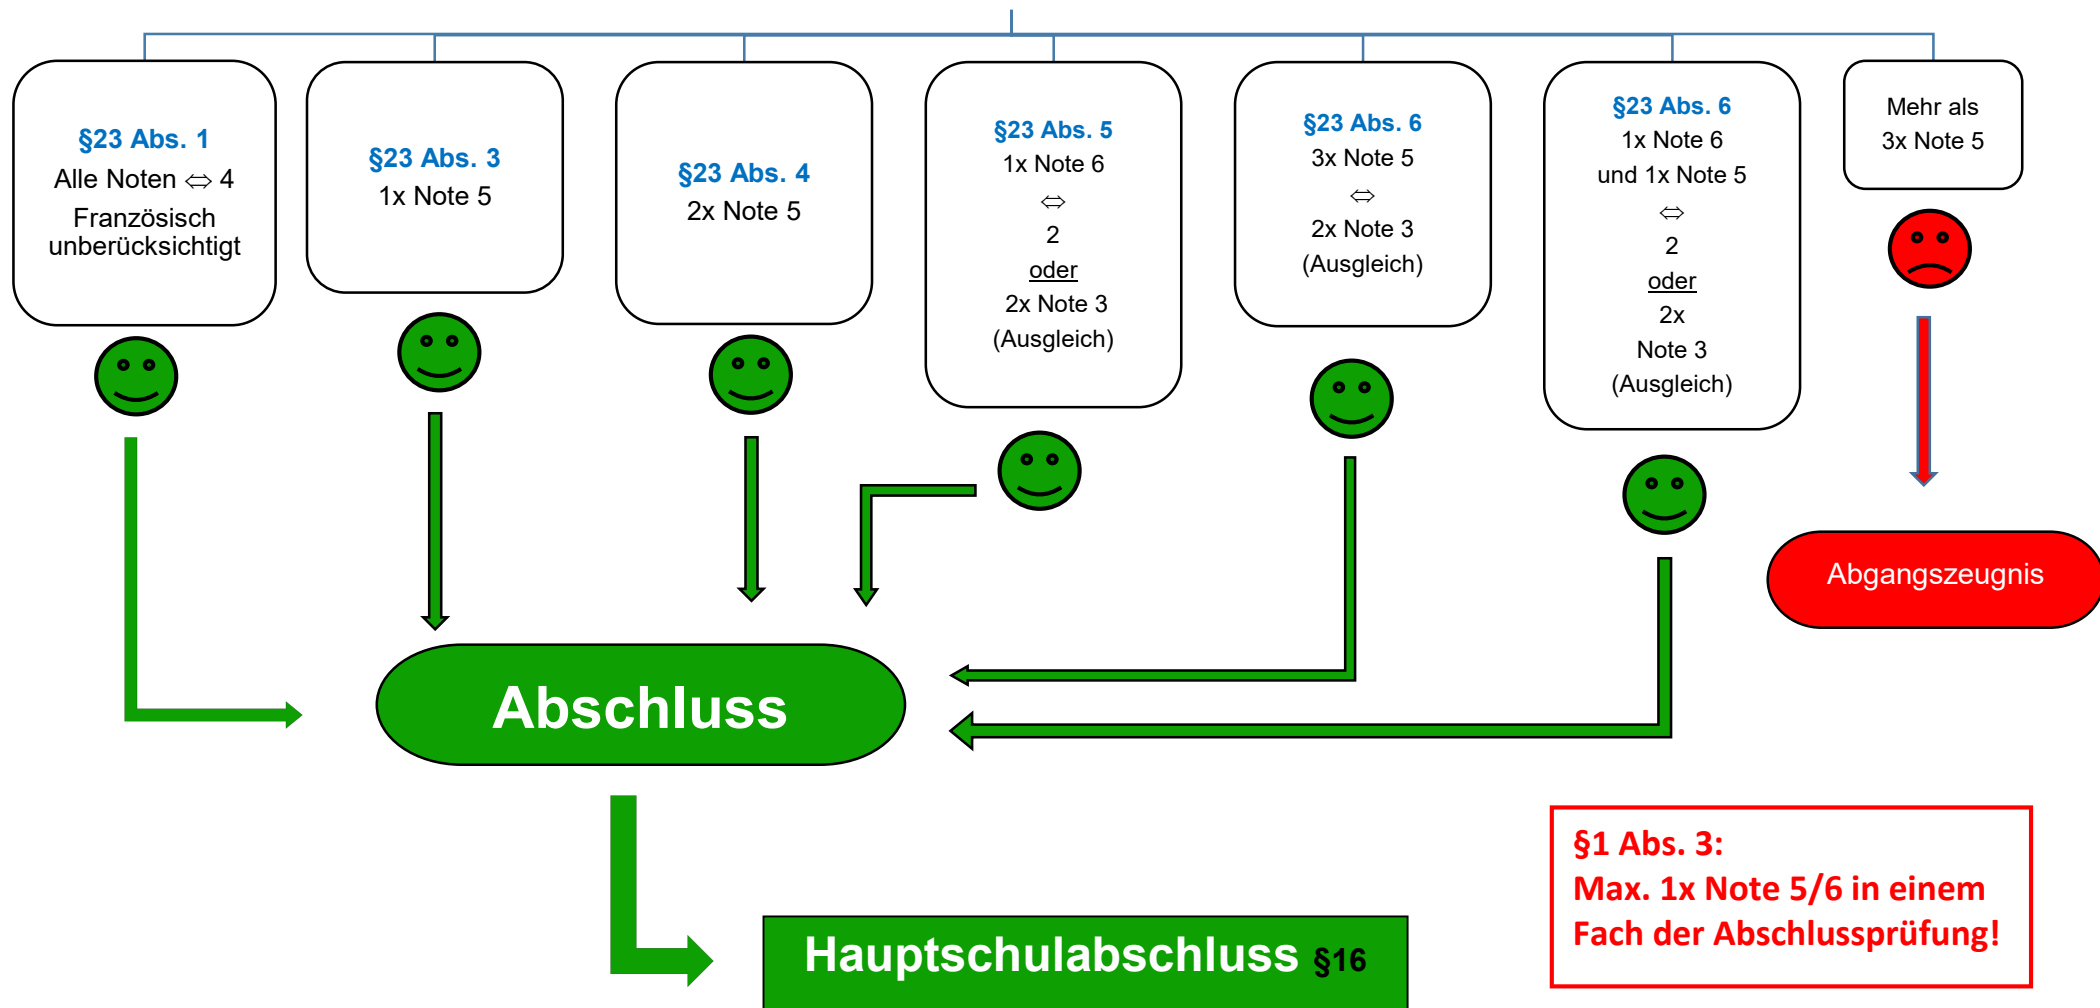 §23 Abs. 1
Alle Noten ⇔ 4
Französisch
unberücksichtigt
§23 Abs. 3
1x Note 5
§23 Abs. 4
2x Note 5
§23 Abs. 5
1x Note 6
⇔
2
oder
2x Note 3
(Ausgleich)
§23 Abs. 6
3x Note 5
⇔
2x Note 3
(Ausgleich)
§23 Abs. 6
1x Note 6
und 1x Note 5
⇔
2
oder
2x
Note 3
(Ausgleich)
Mehr als
3x Note 5
Abgangszeugnis
Abschluss
§1 Abs. 3:
Max. 1x Note 5/6 in einem
Fach der Abschlussprüfung!
Hauptschulabschluss §16